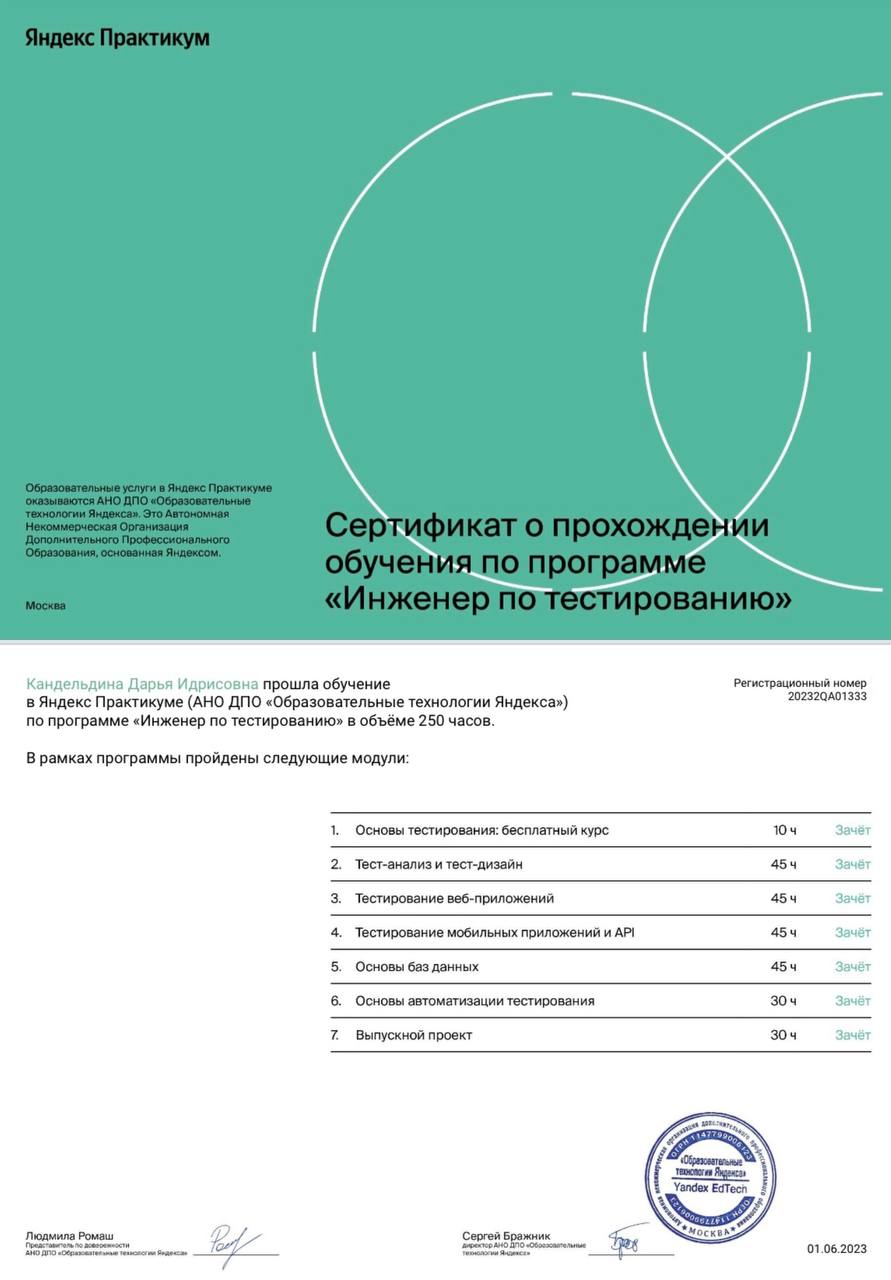 Яндекс Практикум
Образовательные услуги в Яндекс Практикуме
оказываются АНО ДПО «Образовательные
технологии Яндекса». Это Автономная
Некоммерческая Организация
Дополнительного Профессионального
Образования, основанная Яндексом.
Москва
Сертификат о прохождении
обучения по программе
«Инженер по тестированию»
Кандельдина Дарья Идрисовна прошла обучение
в Яндекс Практикуме (АНО ДПО «Образовательные технологии Яндекса»)
по программе «Инженер по тестированию» в объёме 250 часов.
Регистрационный номер
20232QA01333
В рамках программы пройдены следующие модули:
1. Основы тестирования: бесплатный курс 10 ч Зачёт
2. Тест-анализ и тест-дизайн 45 ч Зачёт
3. Тестирование веб-приложений 45 ч Зачёт
4. Тестирование мобильных приложений и API 45 ч Зачёт
5. Основы баз данных 45 ч Зачёт
6. Основы автоматизации тестирования 30 ч Зачёт
7. Выпускной проект 30 ч Зачёт
«Образовательные
технологии Яндекса»
Yandex EdTech
МОСКВА
Людмила Ромаш
Представитель по доверенности
АНО ДПО «Образовательные технологии Яндекса»
Сергей Бражник
директор АНО ДПО «Образовательные
технологии Яндекса»
01.06.2023